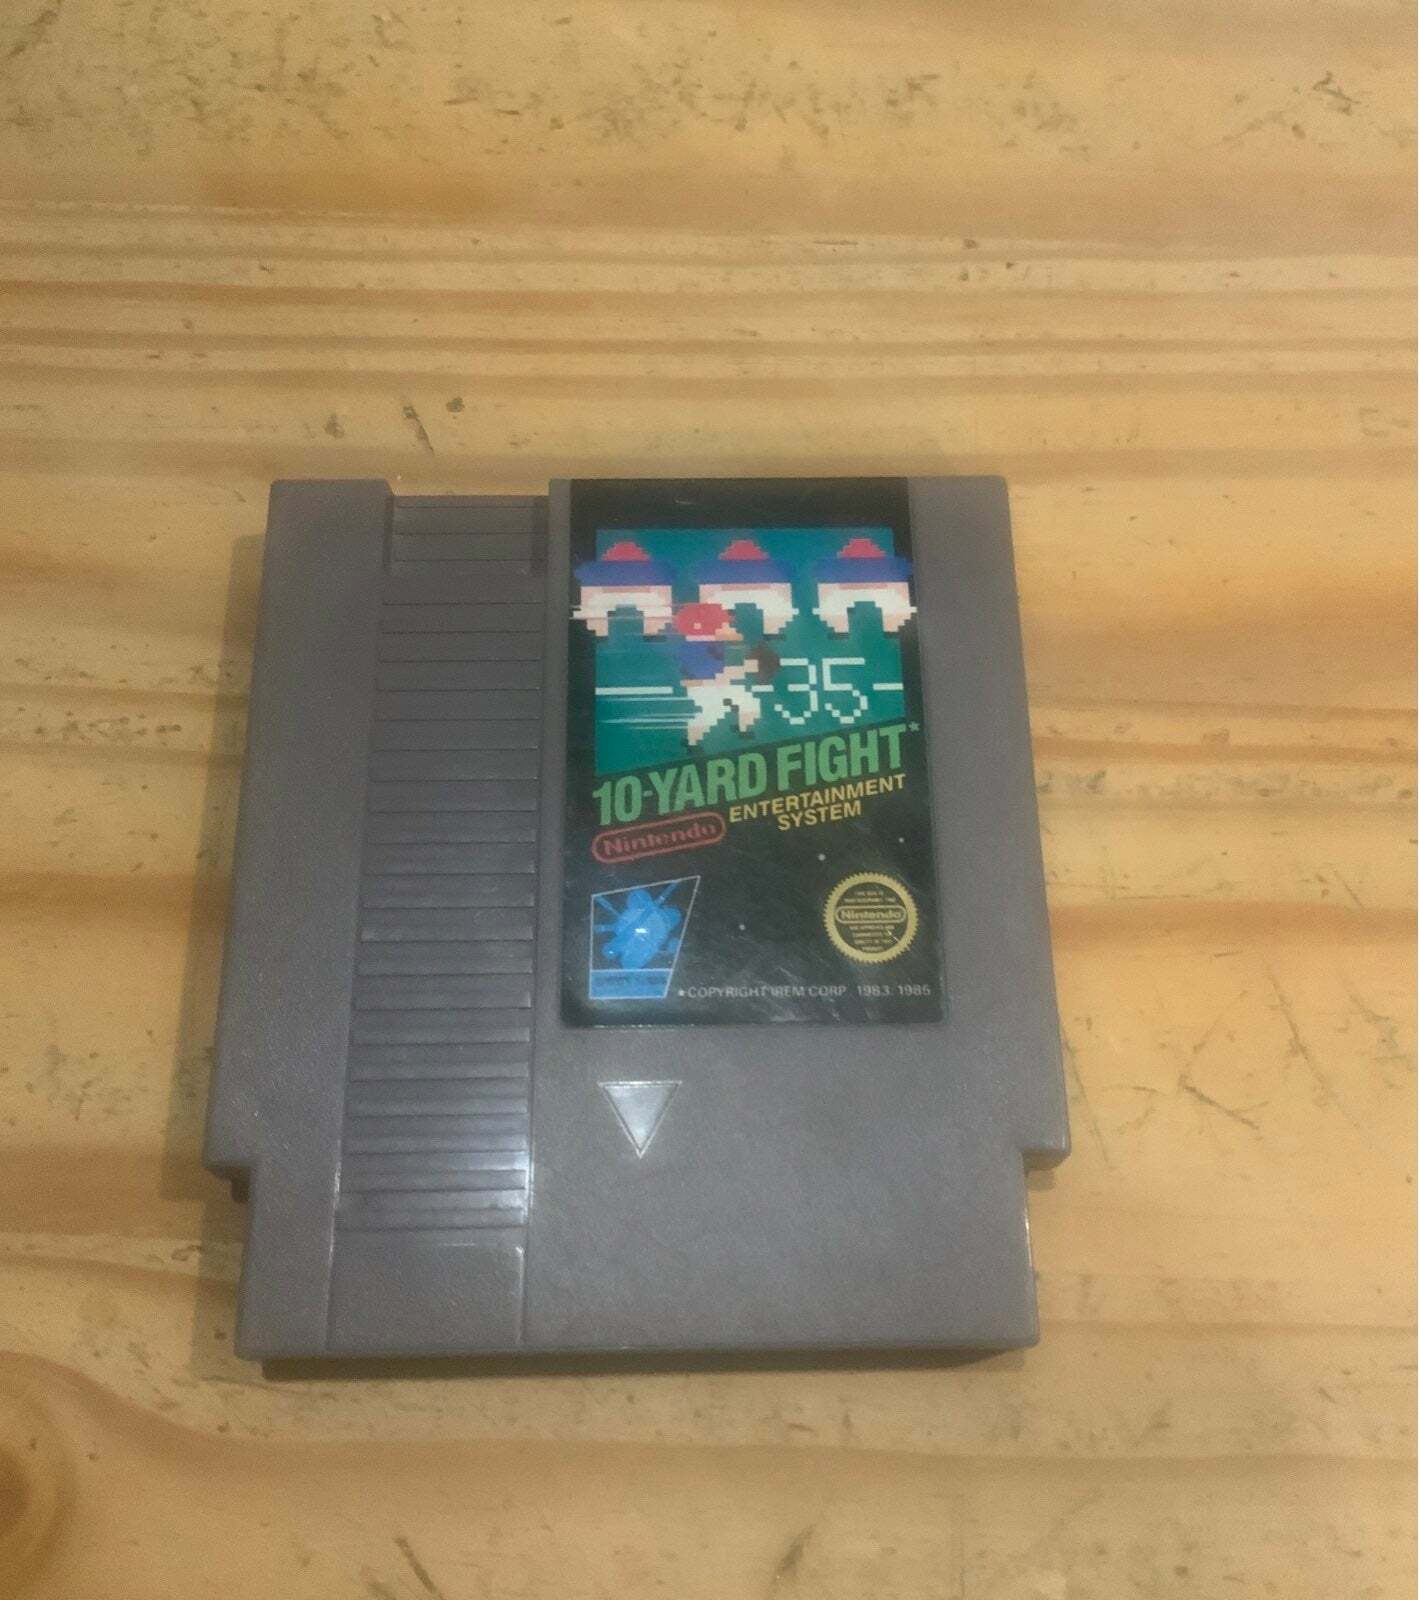 35
10-YARD FIGHT*
ENTERTAINMENT
SYSTEM
Nintendo
Nintendo
*COPYRIGHT IREM CORP 1983, 1985